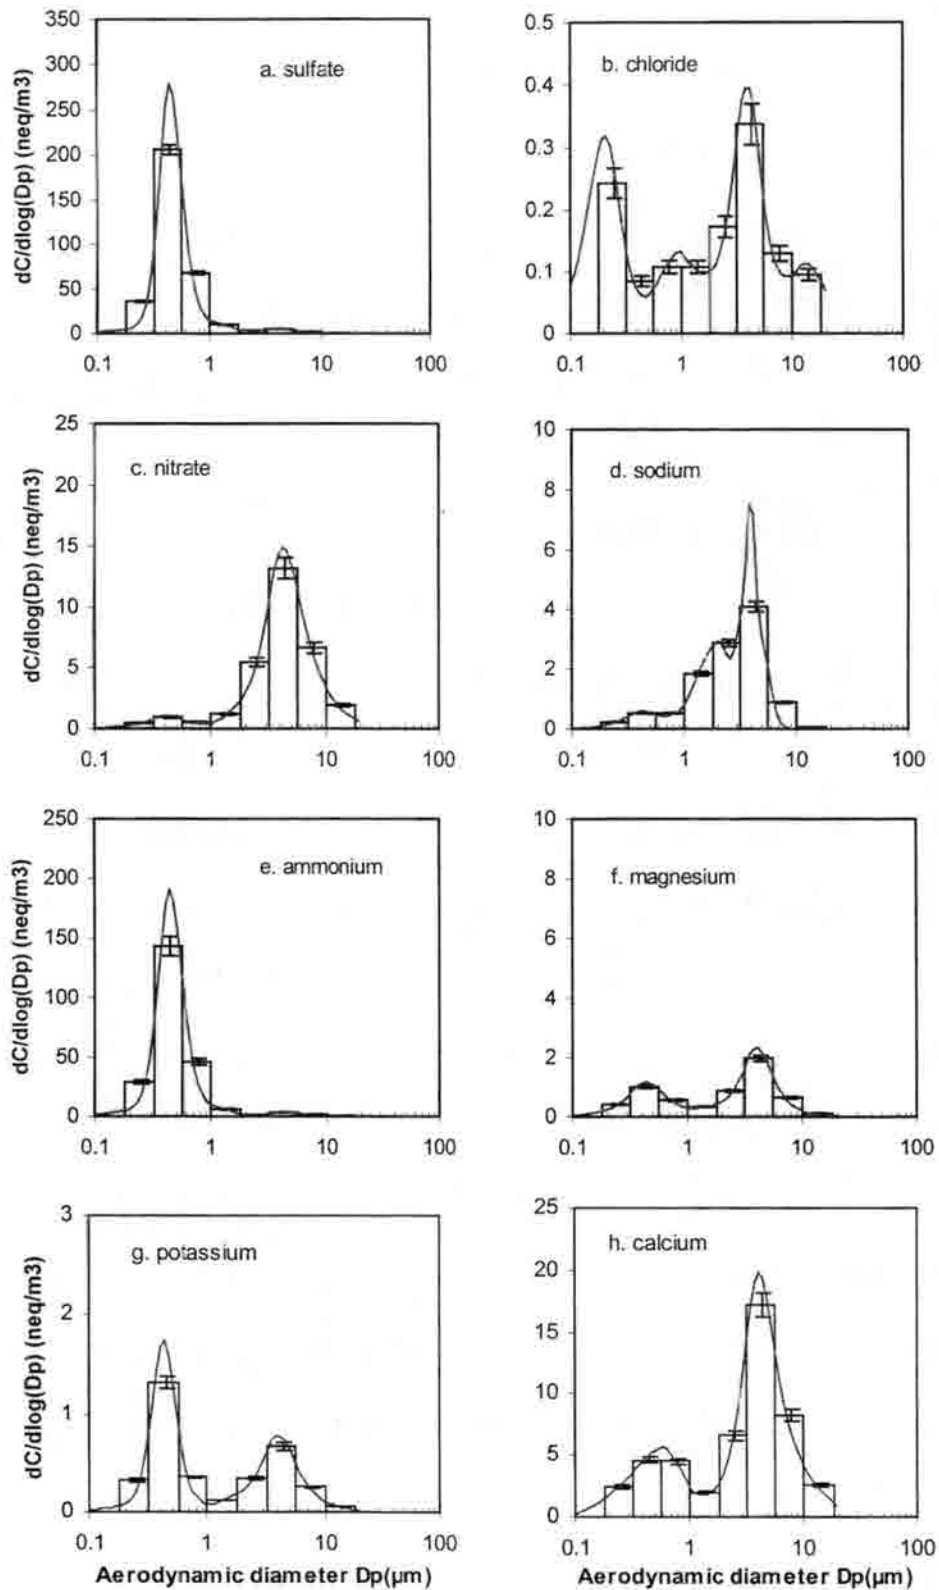 350
300
250
200
150
100
50
0
dC/dlog(Dp) (neq/m3)
a. sulfate
0.1 1 10 100
0.5
0.4
0.3
0.2
0.1
0
b. chloride
0.1 1 10 100
25
20
15
10
5
0
dC/dlog(Dp) (neq/m3)
c. nitrate
0.1 1 10 100
10
8
6
4
2
0
d. sodium
0.1 1 10 100
250
200
150
100
50
0
dC/dlog(Dp) (neq/m3)
e. ammonium
0.1 1 10 100
10
8
6
4
2
0
f. magnesium
0.1 1 10 100
3
2
1
0
dC/dlog(Dp) (neq/m3)
g. potassium
0.1 1 10 100
Aerodynamic diameter Dp(µm)
25
20
15
10
5
0
h. calcium
0.1 1 10 100
Aerodynamic diameter Dp(µm)